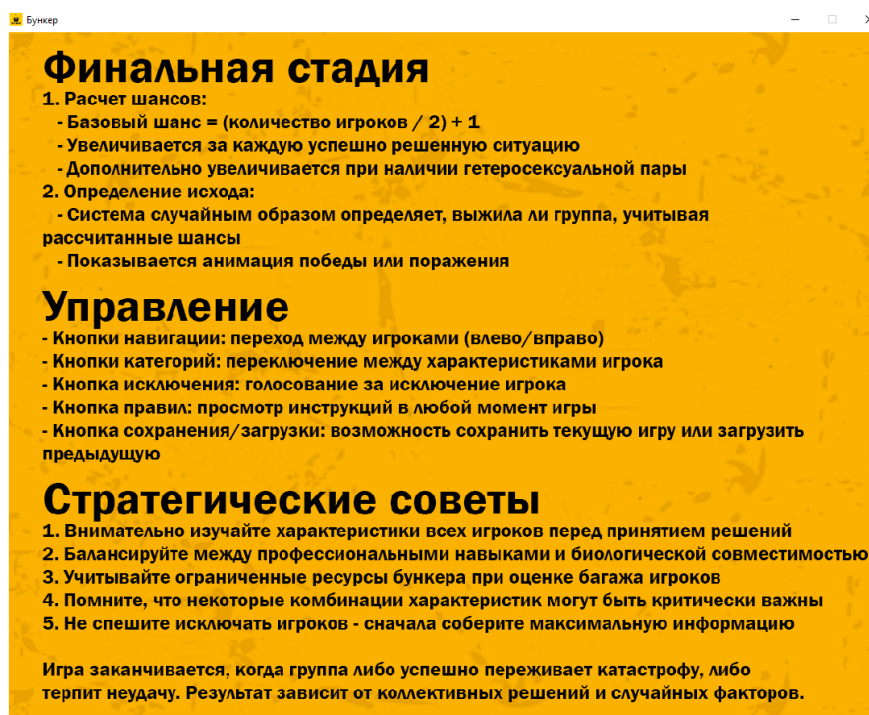 Бункер
Финальная стадия
1. Расчет шансов:
- Базовый шанс = (количество игроков / 2) + 1
- Увеличивается за каждую успешно решенную ситуацию
- Дополнительно увеличивается при наличии гетеросексуальной пары
2. Определение исхода:
- Система случайным образом определяет, выжила ли группа, учитывая
рассчитанные шансы
- Показывается анимация победы или поражения
Управление
- Кнопки навигации: переход между игроками (влево/вправо)
- Кнопки категорий: переключение между характеристиками игрока
- Кнопка исключения: голосование за исключение игрока
- Кнопка правил: просмотр инструкций в любой момент игры
- Кнопка сохранения/загрузки: возможность сохранить текущую игру или загрузить
предыдущую
Стратегические советы
1. Внимательно изучайте характеристики всех игроков перед принятием решений
2. Балансируйте между профессиональными навыками и биологической совместимостью
3. Учитывайте ограниченные ресурсы бункера при оценке багажа игроков
4. Помните, что некоторые комбинации характеристик могут быть критически важны
5. Не спешите исключать игроков - сначала соберите максимальную информацию
Игра заканчивается, когда группа либо успешно переживает катастрофу, либо
терпит неудачу. Результат зависит от коллективных решений и случайных факторов.